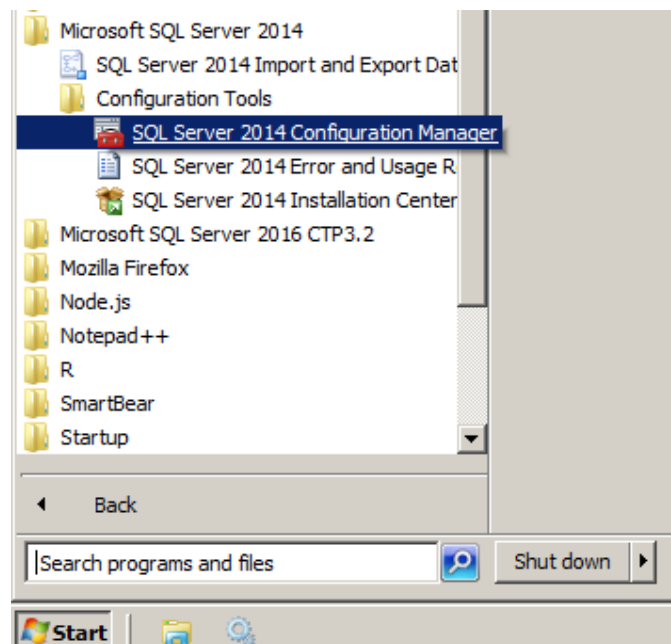 Microsoft SQL Server 2014
SQL Server 2014 Import and Export Dat
Configuration Tools
SQL Server 2014 Configuration Manager
SQL Server 2014 Error and Usage R
SQL Server 2014 Installation Center
Microsoft SQL Server 2016 CTP3.2
Mozilla Firefox
Node.js
Notepad++
R
SmartBear
Startup
Back
Search programs and files
Shut down
Start